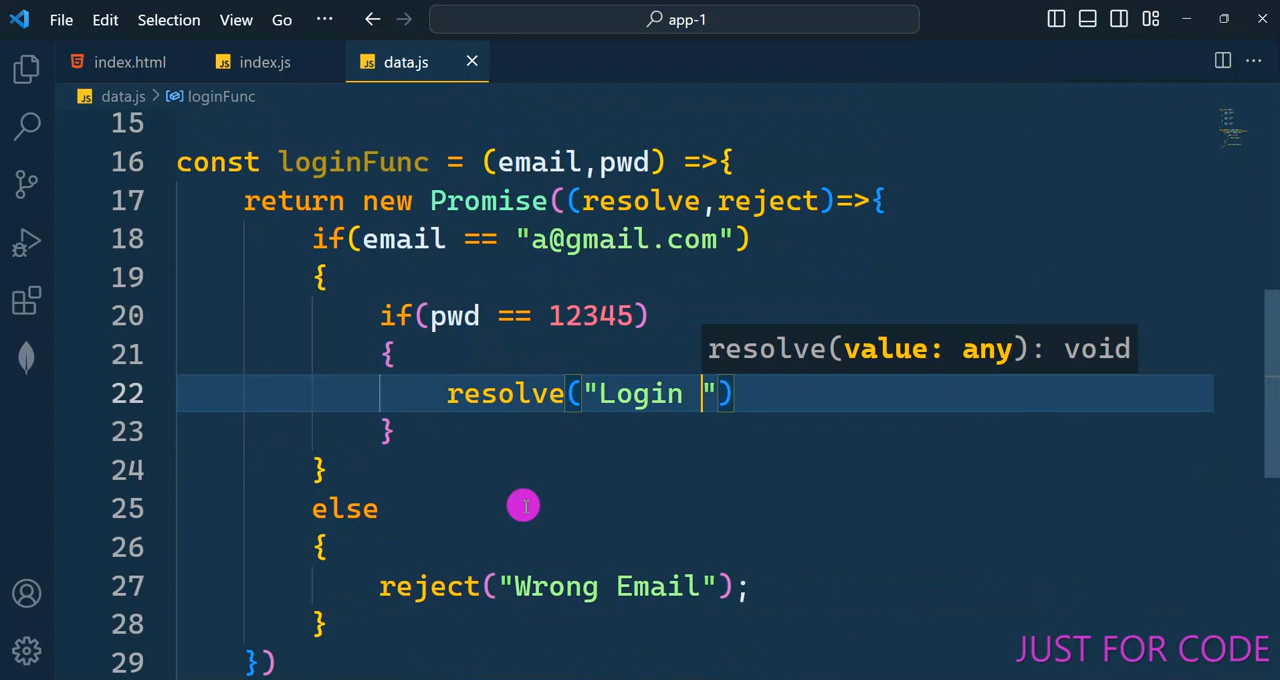 File Edit Selection View Go ··· app-1
index.html index.js data.js
data.js > loginFunc
15
16 const loginFunc = (email,pwd) =>{
17 return new Promise((resolve,reject)=>{
18 if(email == "a@gmail.com")
19 {
20 if(pwd == 12345)
21 {
resolve(value: any): void
22 resolve("Login ")
23 }
24 }
25 else
26 {
27 reject("Wrong Email");
28 }
29 })
JUST FOR CODE